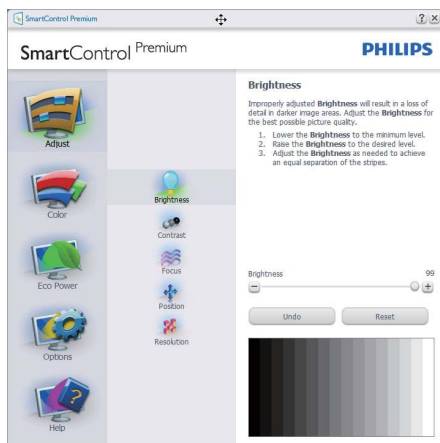 SmartControl Premium
SmartControl Premium
PHILIPS
Adjust
Color
Eco Power
Options
Help
Brightness
Contrast
Focus
Position
Resolution
Brightness
Improperly adjusted Brightness will result in a loss of
detail in darker image areas. Adjust the Brightness for
the best possible picture quality.
1. Lower the Brightness to the minimum level.
2. Raise the Brightness to the desired level.
3. Adjust the Brightness as needed to achieve
an equal separation of the stripes.
Brightness 99
Undo Reset